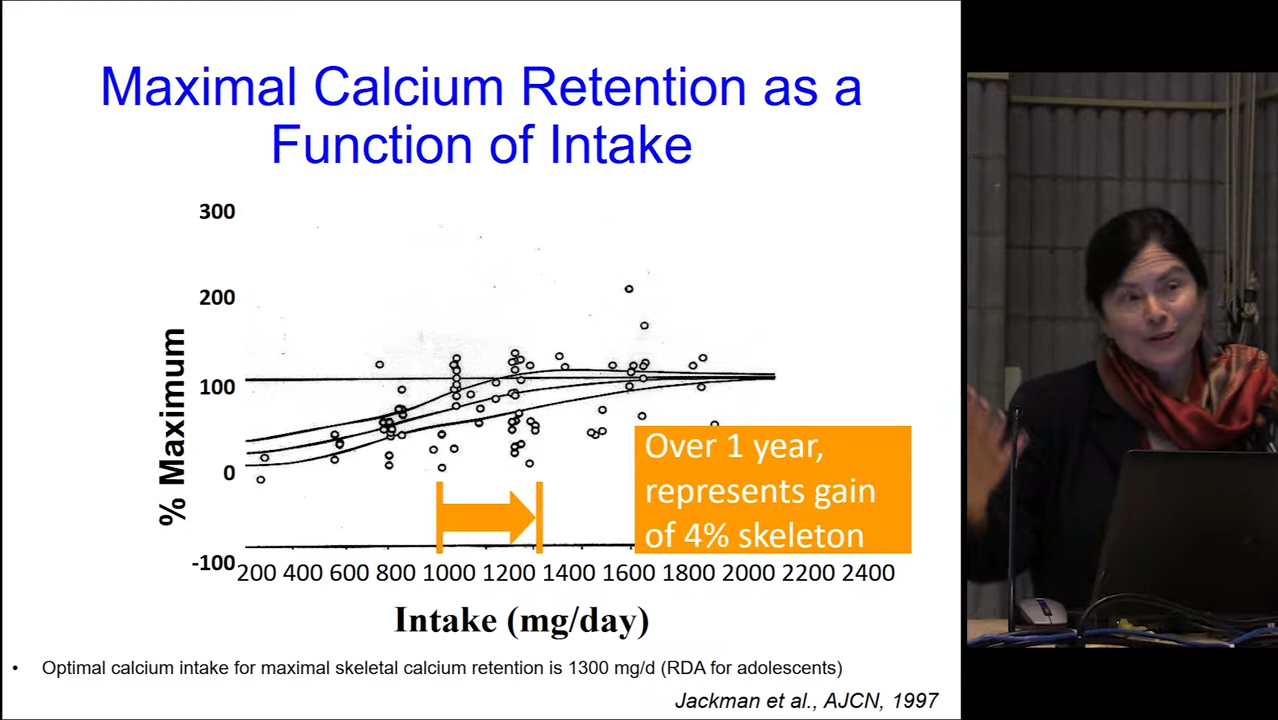 Maximal Calcium Retention as a
Function of Intake
300
200
100
0
-100
% Maximum
200 400 600 800 1000 1200 1400 1600 1800 2000 2200 2400
Intake (mg/day)
Over 1 year,
represents gain
of 4% skeleton
• Optimal calcium intake for maximal skeletal calcium retention is 1300 mg/d (RDA for adolescents)
Jackman et al., AJCN, 1997